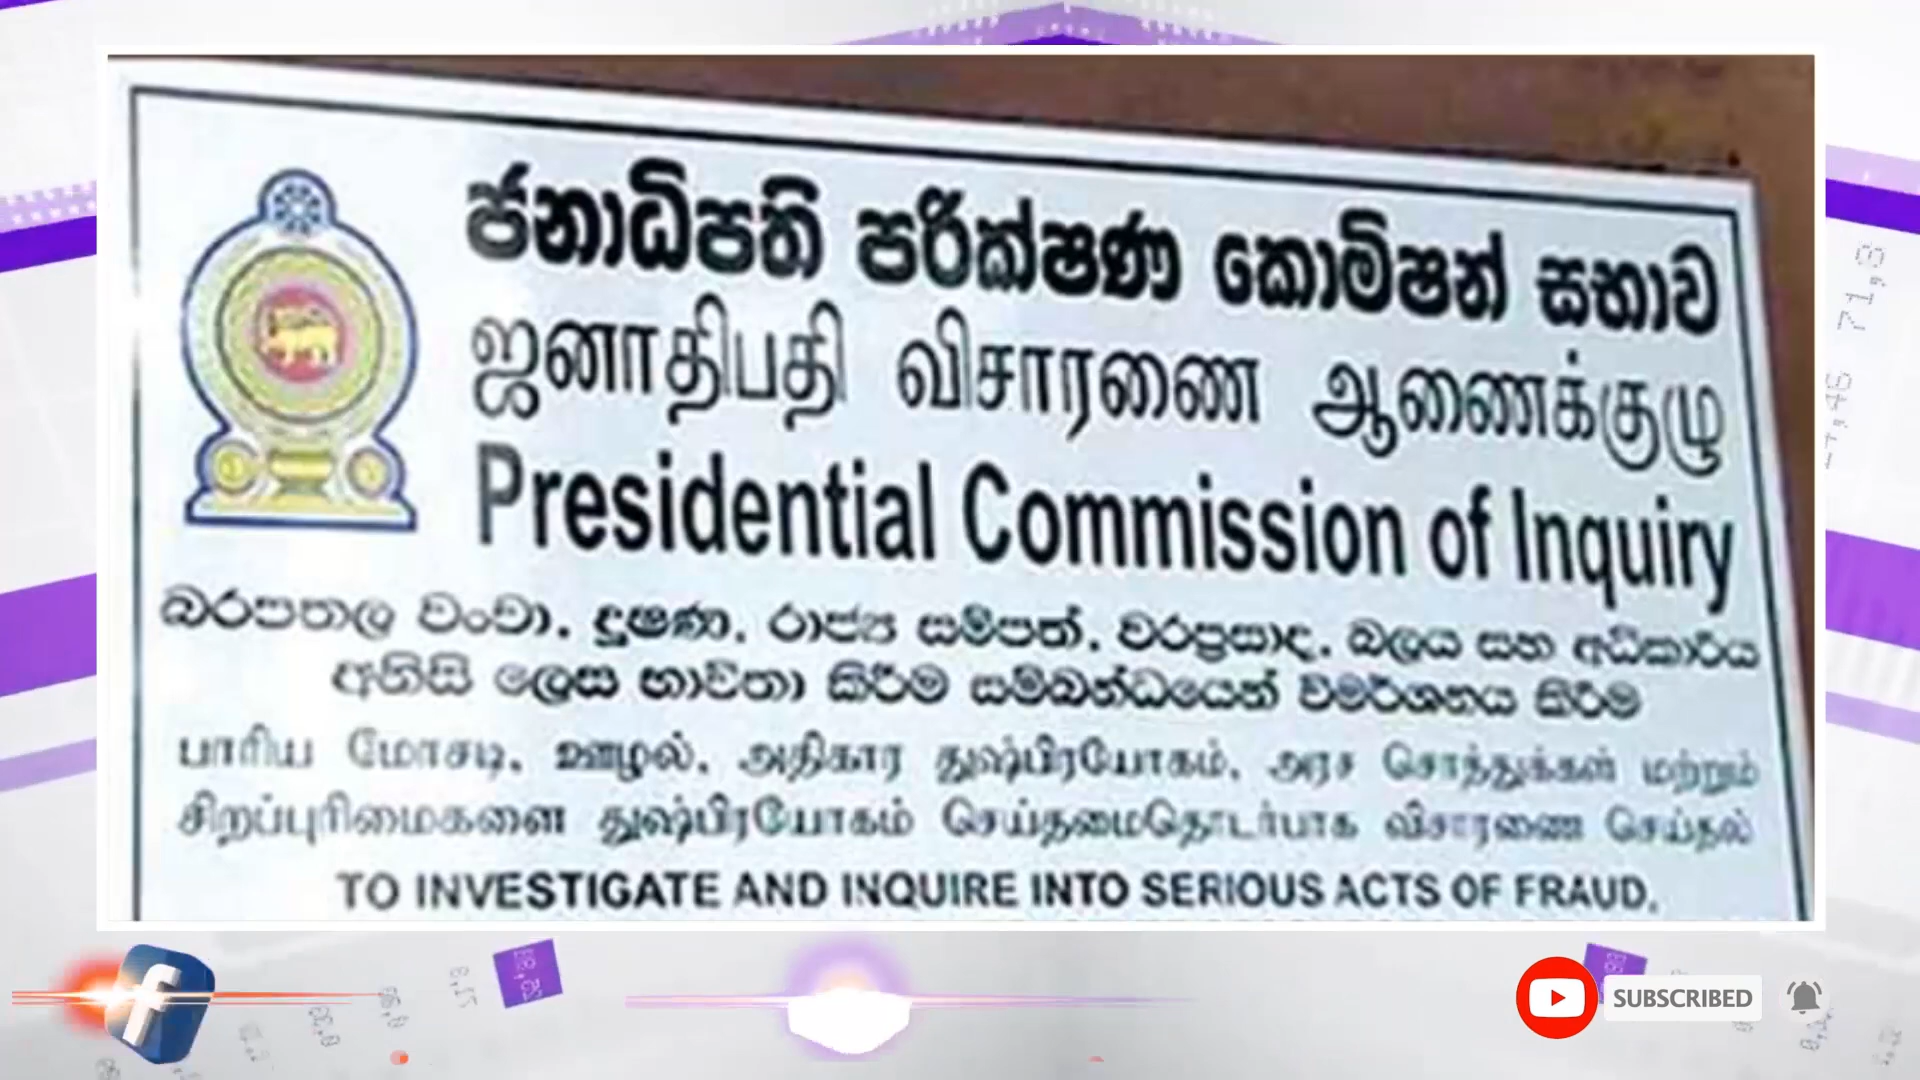 ජනාධිපති පරික්ෂණ කොමිෂන් සභාව
ஜனாதிபதி விசாரணை ஆணைக்குழு
Presidential Commission of Inquiry
බරපතල වංචා, දූෂණ, රාජ්‍ය සම්පත්, වරප්‍රසාද, බලය සහ අධිකාරිය
අනිසි ලෙස භාවිතා කිරීම සම්බන්ධයෙන් විමර්ශනය කිරීම
பாரிய மோசடி, ஊழல், அதிகார துஷ்பிரயோகம், அரச சொத்துக்கள் மற்றும்
சிறப்புரிமைகளை துஷ்பிரயோகம் செய்தமைதொடர்பாக விசாரணை செய்தல்
TO INVESTIGATE AND INQUIRE INTO SERIOUS ACTS OF FRAUD,
SUBSCRIBED